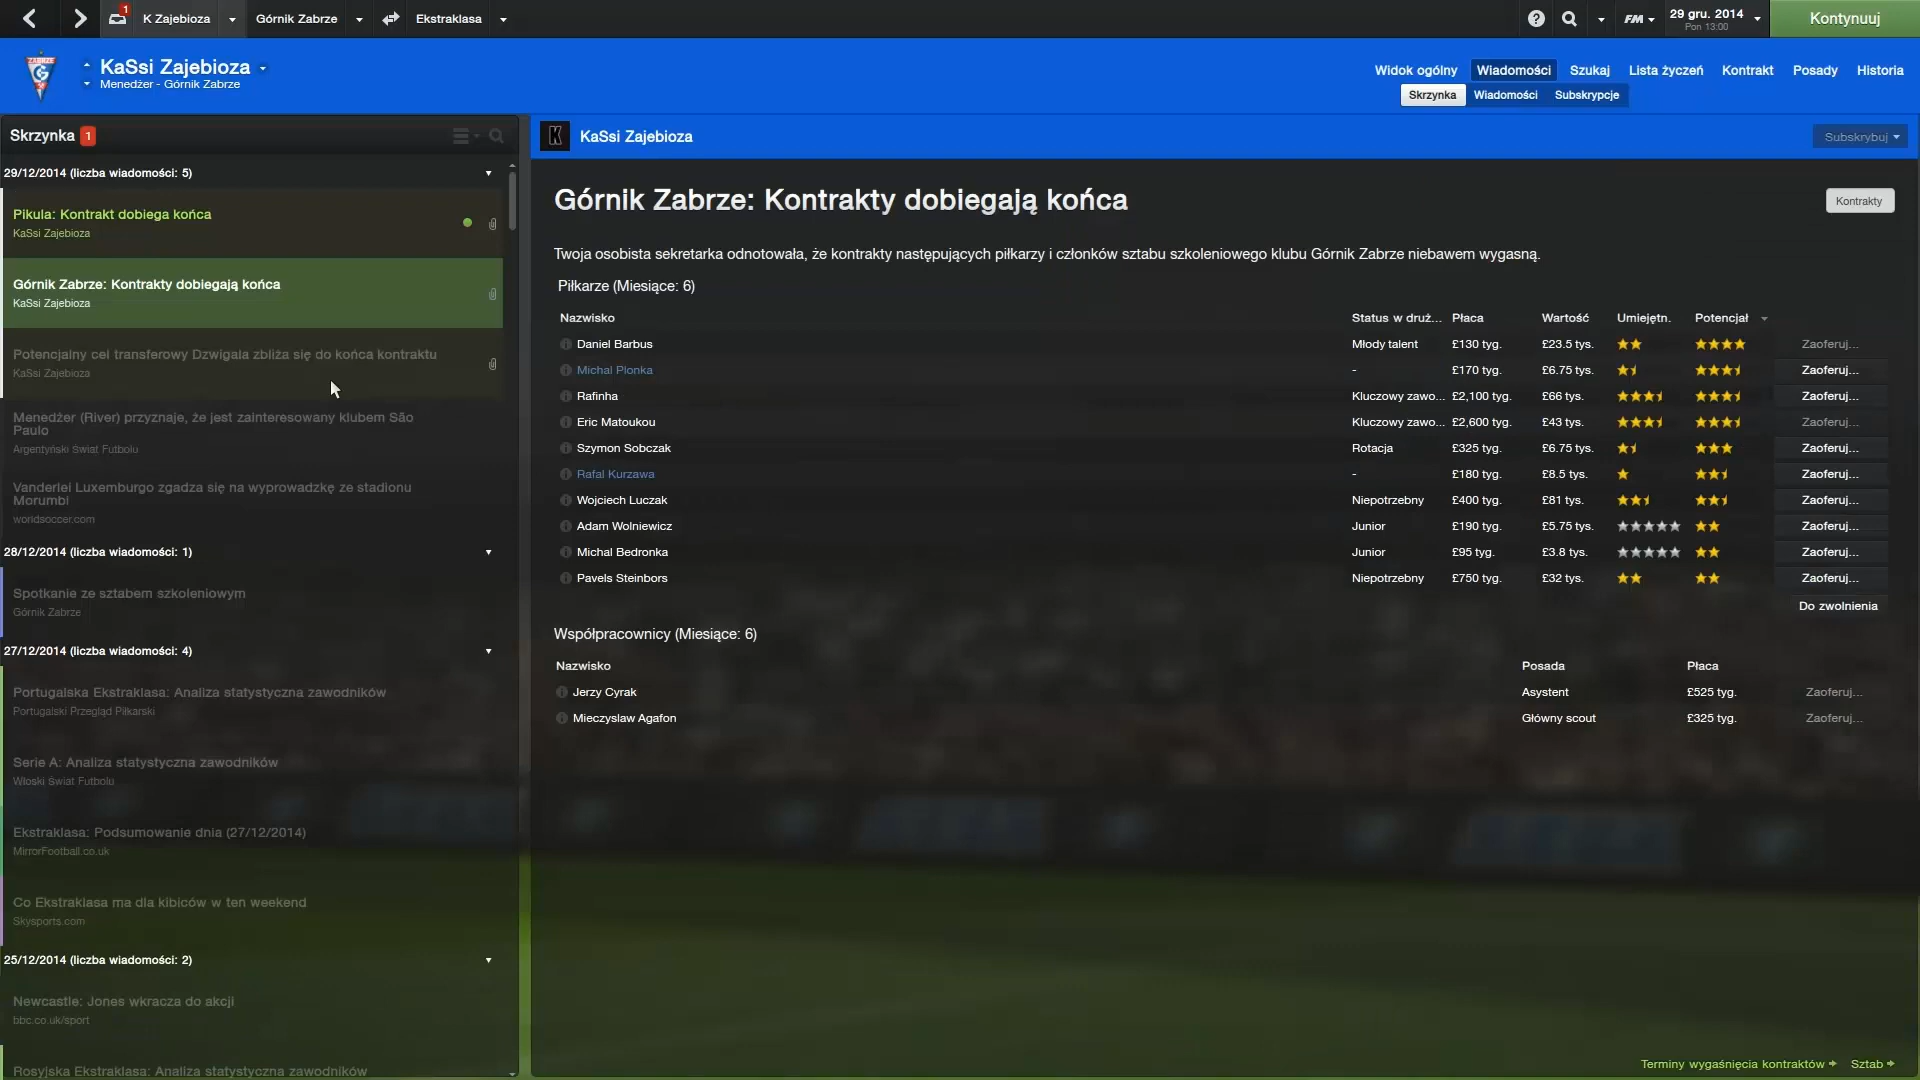 1
K Zajebioza
Górnik Zabrze
Ekstraklasa
FM
29 gru. 2014
Pon 13:00
Kontynuuj
KaSsi Zajebioza
Menedżer - Górnik Zabrze
Widok ogólny
Wiadomości
Szukaj
Lista życzeń
Kontrakt
Posady
Historia
Skrzynka
Wiadomości
Subskrypcje
Skrzynka 1
29/12/2014 (liczba wiadomości: 5)
Pikula: Kontrakt dobiega końca
KaSsi Zajebioza
Górnik Zabrze: Kontrakty dobiegają końca
KaSsi Zajebioza
Potencjalny cel transferowy Dzwigala zbliża się do końca kontraktu
KaSsi Zajebioza
Menedżer (River) przyznaje, że jest zainteresowany klubem São
Paulo
Argentyński Świat Futbolu
Vanderlei Luxemburgo zgadza się na wyprowadzkę ze stadionu
Morumbi
worldsoccer.com
28/12/2014 (liczba wiadomości: 1)
Spotkanie ze sztabem szkoleniowym
Górnik Zabrze
27/12/2014 (liczba wiadomości: 4)
Portugalska Ekstraklasa: Analiza statystyczna zawodników
Portugalski Przegląd Piłkarski
Serie A: Analiza statystyczna zawodników
Włoski Świat Futbolu
Ekstraklasa: Podsumowanie dnia (27/12/2014)
MirrorFootball.co.uk
Co Ekstraklasa ma dla kibiców w ten weekend
Skysports.com
25/12/2014 (liczba wiadomości: 2)
Newcastle: Jones wkracza do akcji
bbc.co.uk/sport
Rosyjska Ekstraklasa: Analiza statystyczna zawodników
KaSsi Zajebioza
Subskrybuj
Górnik Zabrze: Kontrakty dobiegają końca
Kontrakty
Twoja osobista sekretarka odnotowała, że kontrakty następujących piłkarzy i członków sztabu szkoleniowego klubu Górnik Zabrze niebawem wygasną.
Piłkarze (Miesiące: 6)
Nazwisko Status w druż... Płaca Wartość Umiejętn. Potencjał
Daniel Barbus Młody talent £130 tyg. £23.5 tys. Zaoferuj...
Michal Plonka - £170 tyg. £6.75 tys. Zaoferuj...
Rafinha Kluczowy zawo... £2,100 tyg. £66 tys. Zaoferuj...
Eric Matoukou Kluczowy zawo... £2,600 tyg. £43 tys. Zaoferuj...
Szymon Sobczak Rotacja £325 tyg. £6.75 tys. Zaoferuj...
Rafal Kurzawa - £180 tyg. £8.5 tys. Zaoferuj...
Wojciech Luczak Niepotrzebny £400 tyg. £81 tys. Zaoferuj...
Adam Wolniewicz Junior £190 tyg. £5.75 tys. Zaoferuj...
Michal Bedronka Junior £95 tyg. £3.8 tys. Zaoferuj...
Pavels Steinbors Niepotrzebny £750 tyg. £32 tys. Zaoferuj...
Do zwolnienia
Współpracownicy (Miesiące: 6)
Nazwisko Posada Płaca
Jerzy Cyrak Asystent £525 tyg. Zaoferuj...
Mieczyslaw Agafon Główny scout £325 tyg. Zaoferuj...
Terminy wygaśnięcia kontraktów
Sztab